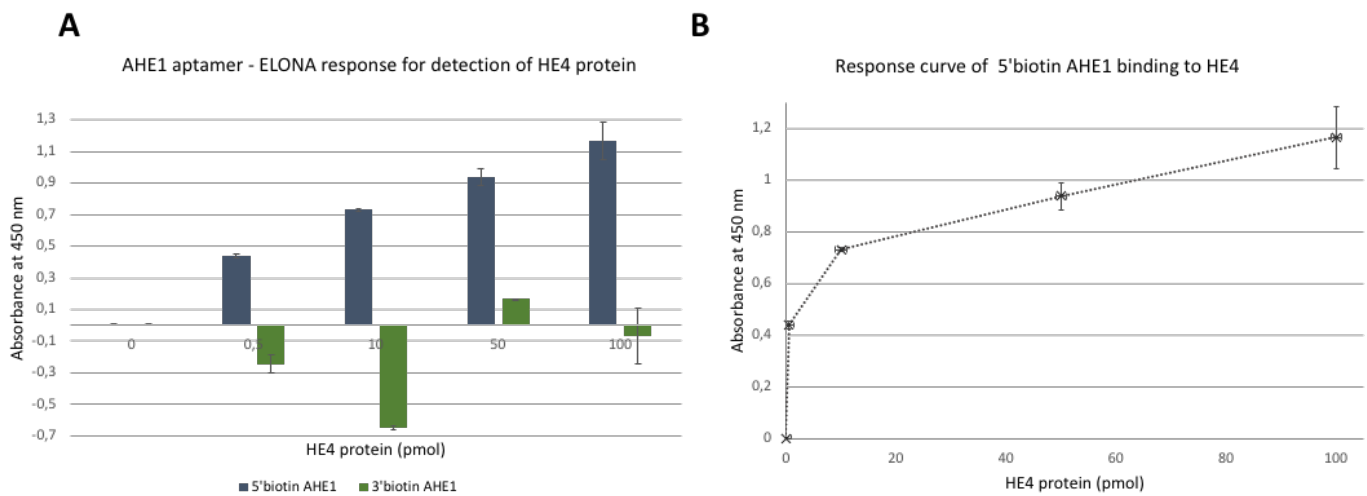 A
AHE1 aptamer - ELONA response for detection of HE4 protein
Absorbance at 450 nm
1,3
1,1
0,9
0,7
0,5
0,3
0,1
-0,1
-0,3
-0,5
-0,7
0 0,5 10 50 100
HE4 protein (pmol)
5'biotin AHE1 3'biotin AHE1
B
Response curve of 5'biotin AHE1 binding to HE4
Absorbance at 450 nm
1,2
1
0,8
0,6
0,4
0,2
0
0 20 40 60 80 100
HE4 protein (pmol)